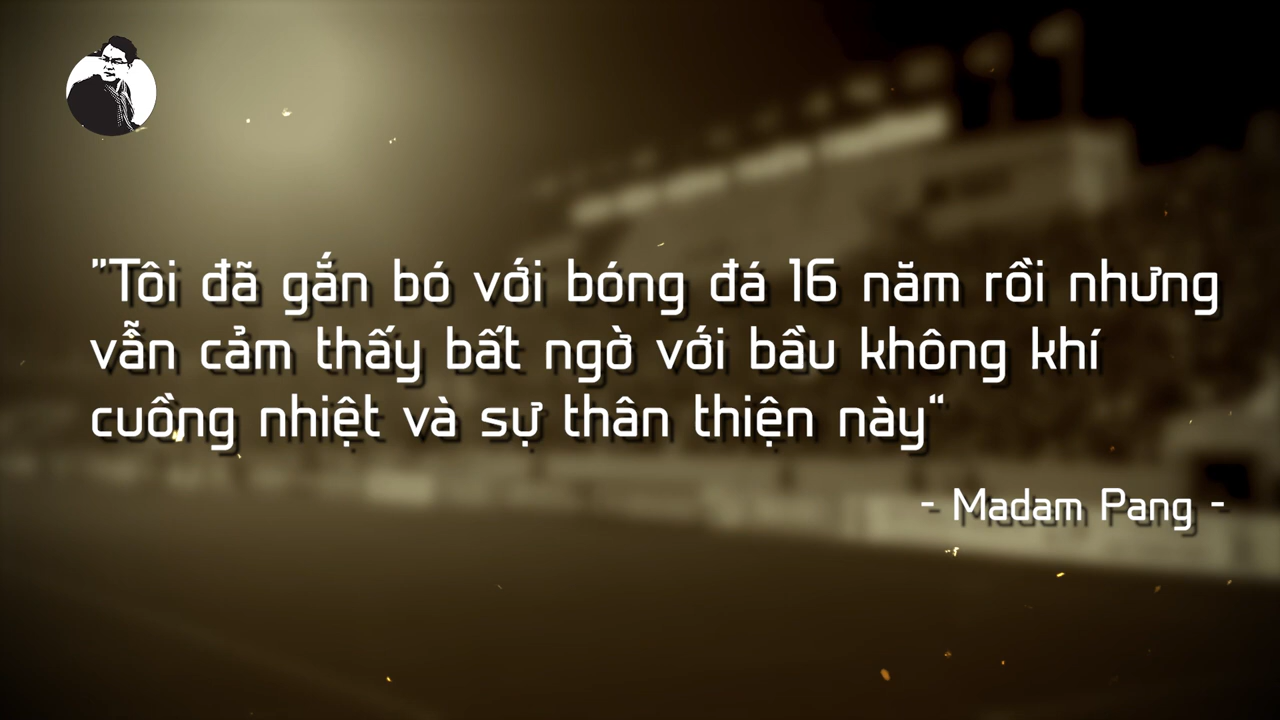 "Tôi đã gắn bó với bóng đá 16 năm rồi nhưng
vẫn cảm thấy bất ngờ với bầu không khí
cuồng nhiệt và sự thân thiện này“
- Madam Pang -